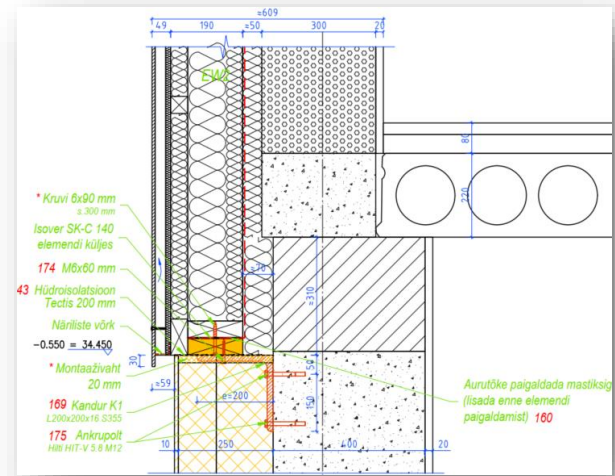 ≈609
49 190 ≈50 300 20
EW2
80
220
* Kruvi 6x90 mm
s.300 mm
Isover SK-C 140
elemendi küljes
174 M6x60 mm
43 Hüdroisolatsioon
Tectis 200 mm
Näriliste võrk
-0.550 = 34.450
* Montaaživaht
20 mm
169 Kandur K1
L200x200x16 S355
175 Ankrupolt
Hilti HIT-V 5.8 M12
≈70
≈310
30
≈59
e=200
50
150
Aurutõke paigaldada mastiksig
(lisada enne elemendi
paigaldamist) 160
10 250 400 20